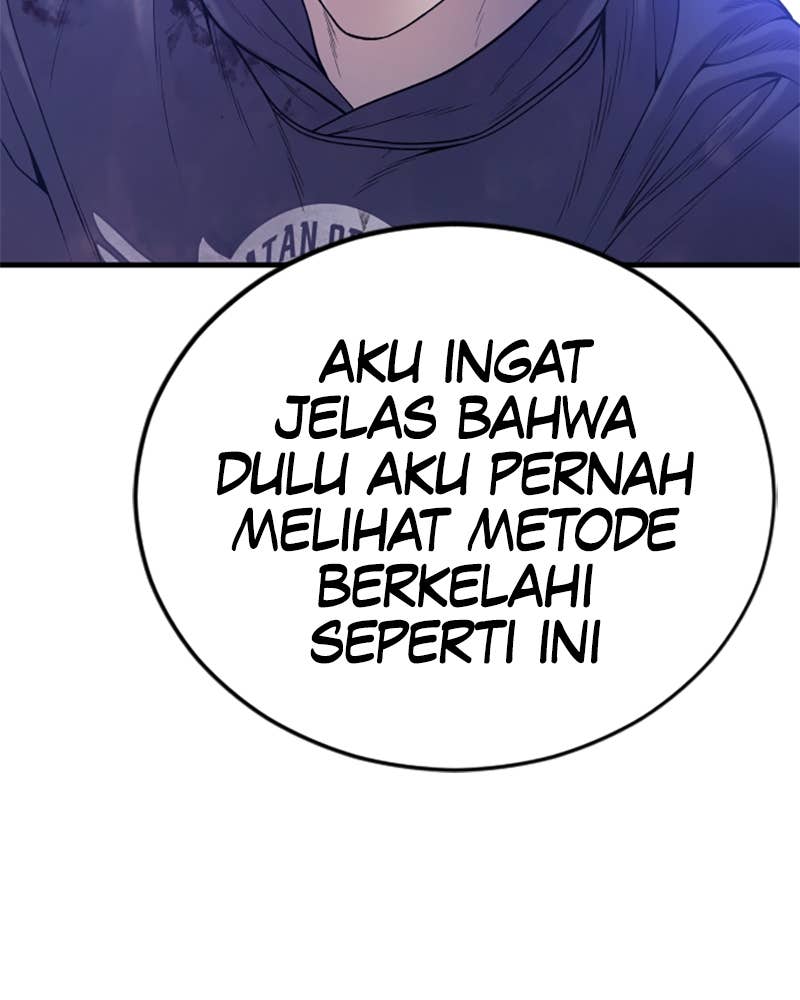 AKU INGAT
JELAS BAHWA
DULU AKU PERNAH
MELIHAT METODE
BERKELAHI
SEPERTI INI